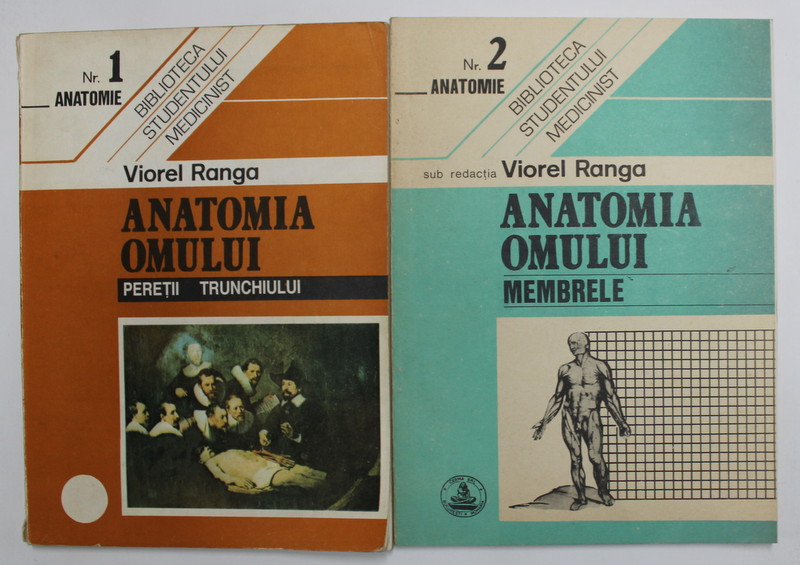 Nr. 1
ANATOMIE
BIBLIOTECA
STUDENTULUI
MEDICINIST
Viorel Ranga
ANATOMIA
OMULUI
PEREȚII TRUNCHIULUI
Nr. 2
ANATOMIE
BIBLIOTECA
STUDENTULUI
MEDICINIST
sub redacția Viorel Ranga
ANATOMIA
OMULUI
MEMBRELE